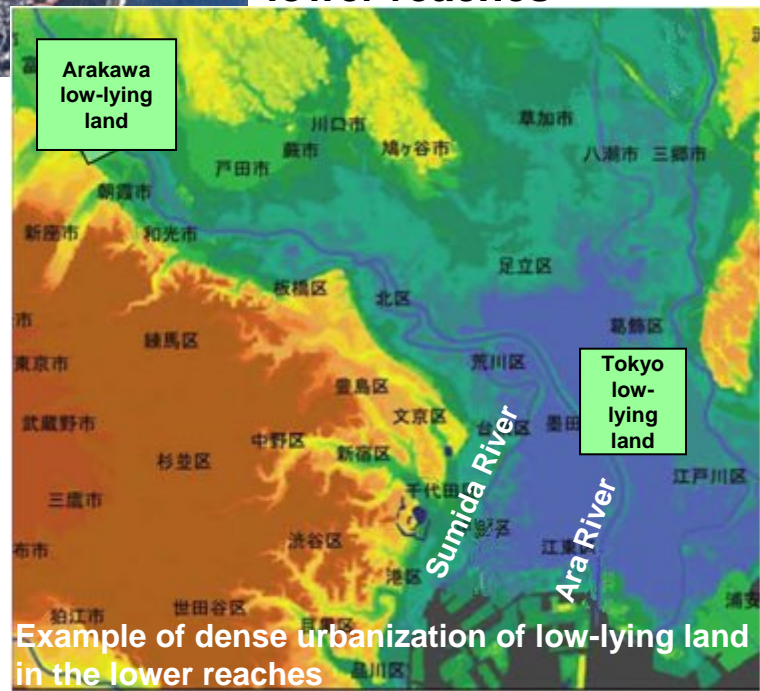 lower reaches
Arakawa
low-lying
land
川口市
蕨市
鳩ヶ谷市
草加市
八潮市
三郷市
戸田市
朝霞市
新座市
和光市
足立区
板橋区
北区
葛飾区
練馬区
荒川区
東京市
豊島区
Tokyo
low-
lying
land
文京区
武蔵野市
中野区
新宿区
杉並区
江戸川区
千代田
三鷹市
Sumida River
Ara River
渋谷区
江東
布市
港区
浦安
世田谷区
狛江市
Example of dense urbanization of low-lying land
in the lower reaches
品川区